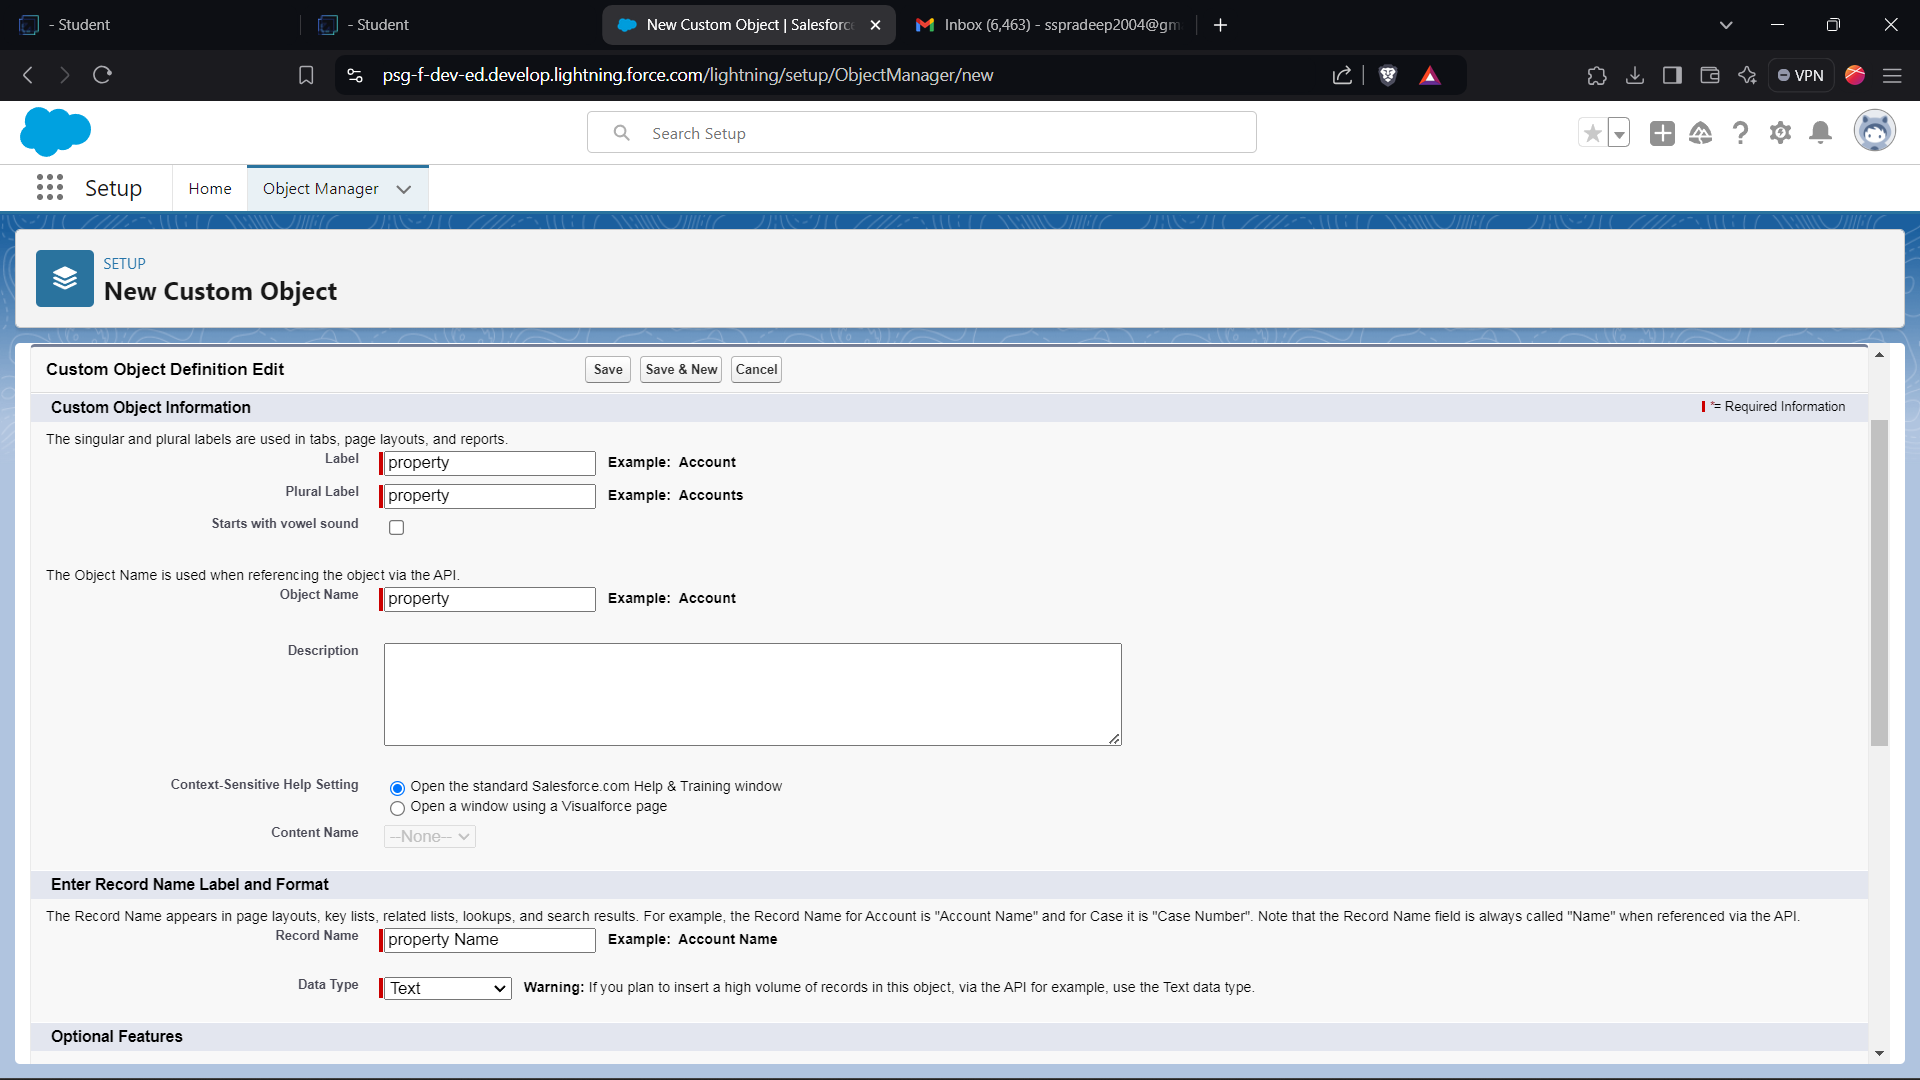 - Student
- Student
New Custom Object | Salesforce
Inbox (6,463) - sspradeep2004@gm
psg-f-dev-ed.develop.lightning.force.com/lightning/setup/ObjectManager/new
VPN
Search Setup
Setup
Home
Object Manager
SETUP
New Custom Object
Custom Object Definition Edit
Save
Save & New
Cancel
Custom Object Information
*= Required Information
The singular and plural labels are used in tabs, page layouts, and reports.
Label
property
Example: Account
Plural Label
property
Example: Accounts
Starts with vowel sound
The Object Name is used when referencing the object via the API.
Object Name
property
Example: Account
Description
Context-Sensitive Help Setting
Open the standard Salesforce.com Help & Training window
Open a window using a Visualforce page
Content Name
--None--
Enter Record Name Label and Format
The Record Name appears in page layouts, key lists, related lists, lookups, and search results. For example, the Record Name for Account is "Account Name" and for Case it is "Case Number". Note that the Record Name field is always called "Name" when referenced via the API.
Record Name
property Name
Example: Account Name
Data Type
Text
Warning: If you plan to insert a high volume of records in this object, via the API for example, use the Text data type.
Optional Features